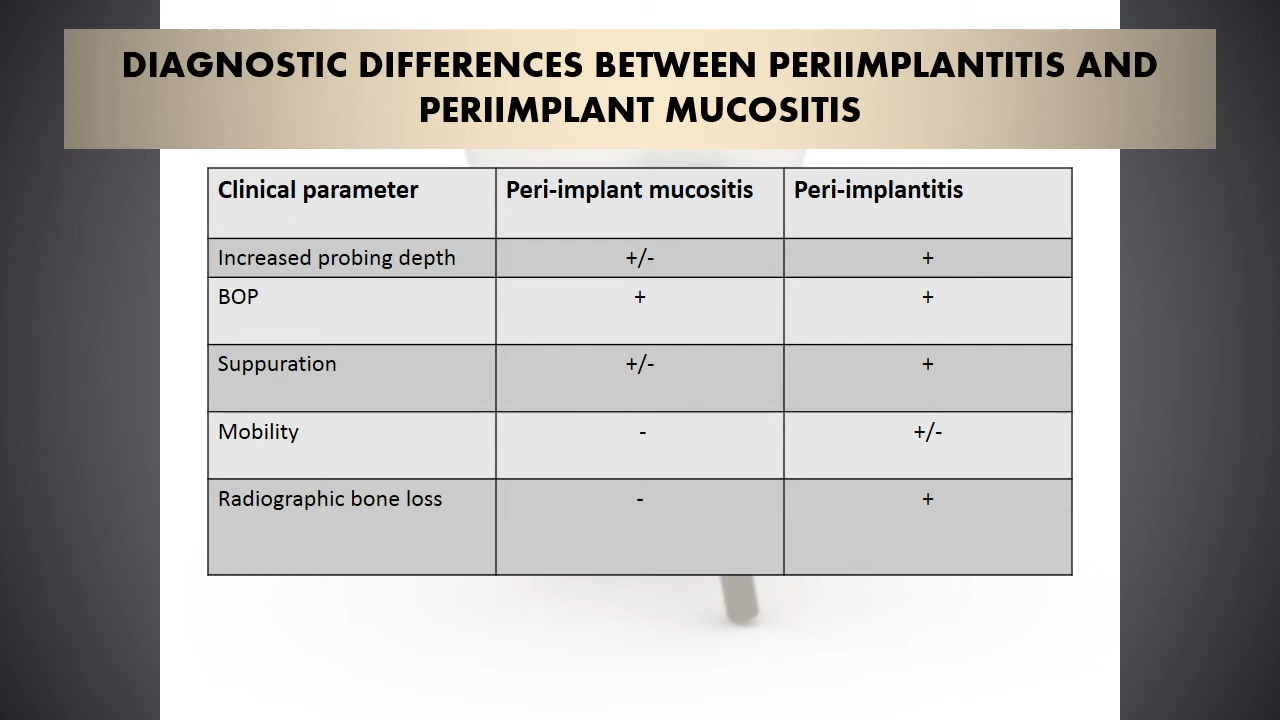 DIAGNOSTIC DIFFERENCES BETWEEN PERIIMPLANTITIS AND
PERIIMPLANT MUCOSITIS
Clinical parameter Peri-implant mucositis Peri-implantitis
Increased probing depth +/- +
BOP + +
Suppuration +/- +
Mobility - +/-
Radiographic bone loss - +